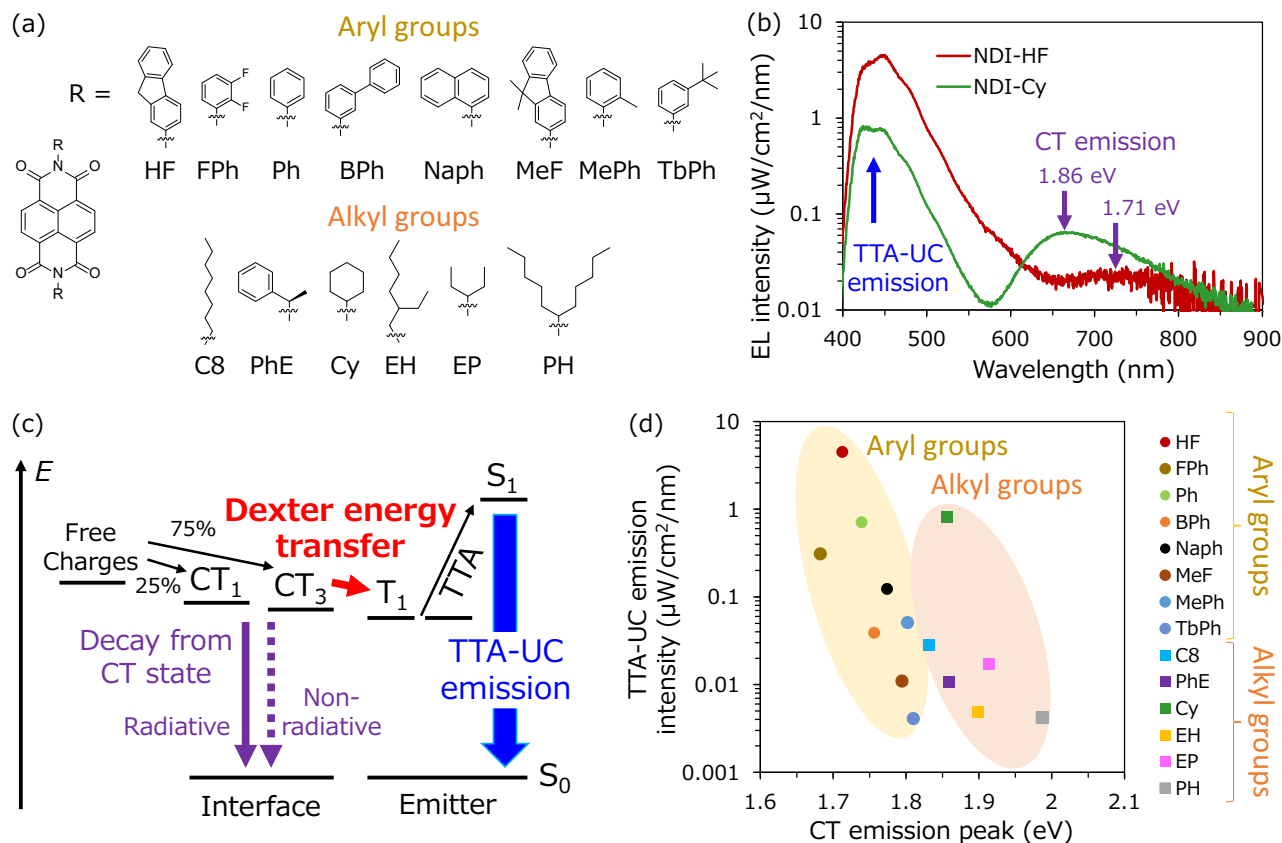 (a)
Aryl groups
R =
F
F
HF FPh Ph BPh Naph MeF MePh TbPh
R
O N O
O N O
R
Alkyl groups
C8 PhE Cy EH EP PH
(b)
EL intensity (μW/cm²/nm)
10
1
0.1
0.01
400 500 600 700 800 900
Wavelength (nm)
NDI-HF
NDI-Cy
CT emission
1.86 eV
1.71 eV
TTA-UC
emission
(c)
E
Free
Charges
75%
25%
CT₁
CT₃
Dexter energy
transfer
T₁
TTA
S₁
Decay from
CT state
Radiative
Non-
radiative
TTA-UC
emission
S₀
Interface
Emitter
(d)
TTA-UC emission
intensity (μW/cm²/nm)
10
1
0.1
0.01
0.001
1.6 1.7 1.8 1.9 2 2.1
CT emission peak (eV)
Aryl groups
Alkyl groups
HF
FPh
Ph
BPh
Naph
MeF
MePh
TbPh
C8
PhE
Cy
EH
EP
PH
Aryl groups
Alkyl groups